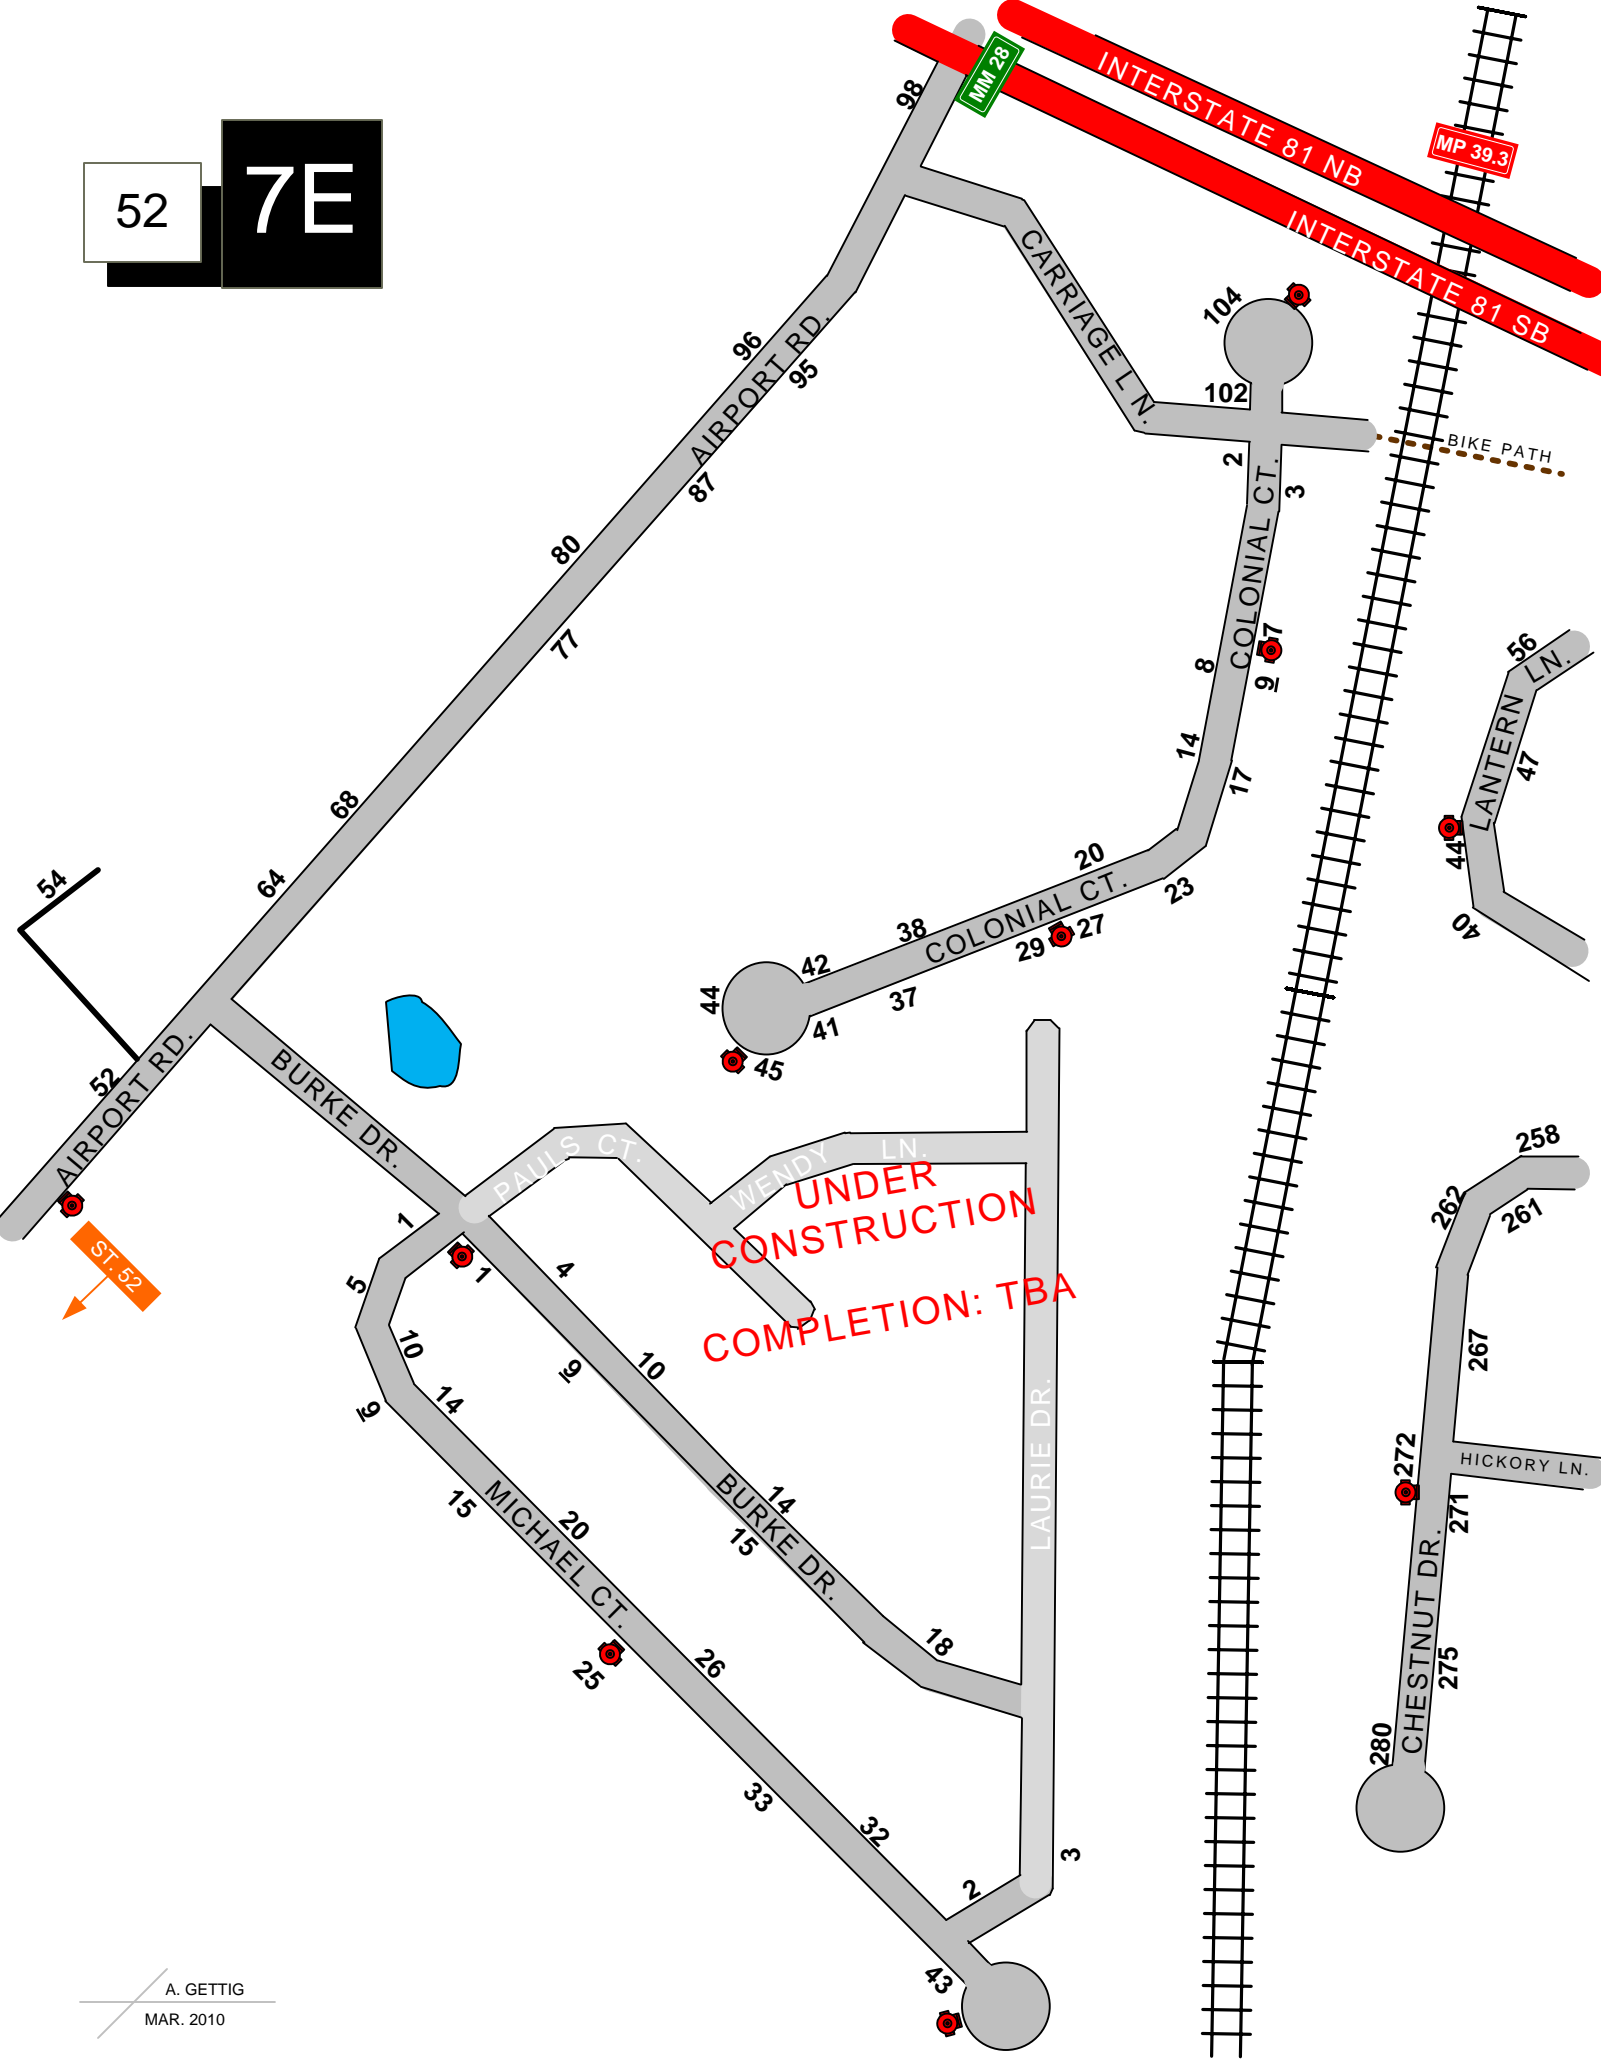 52
7E
98
MM 28
INTERSTATE 81 NB
MP 39.3
INTERSTATE 81 SB
CARRIAGE LN.
104
102
BIKE PATH
96
AIRPORT RD.
95
87
80
77
68
64
54
52
AIRPORT RD.
ST. 52
2
3
COLONIAL CT.
7
8
9
14
17
20
23
COLONIAL CT.
27
29
38
37
42
41
44
45
56
LANTERN LN.
47
44
40
BURKE DR.
PAULS CT.
WENDY LN.
UNDER
CONSTRUCTION
COMPLETION: TBA
LAURIE DR.
1
1
5
4
10
9
10
9
14
15
MICHAEL CT.
20
BURKE DR.
14
15
25
26
18
33
32
2
3
43
258
262
261
267
272
HICKORY LN.
271
CHESTNUT DR.
275
280
A. GETTIG
MAR. 2010